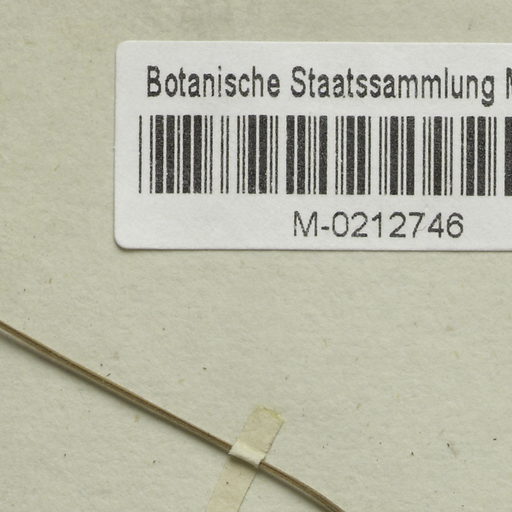 Botanische Staatssammlung
M-0212746